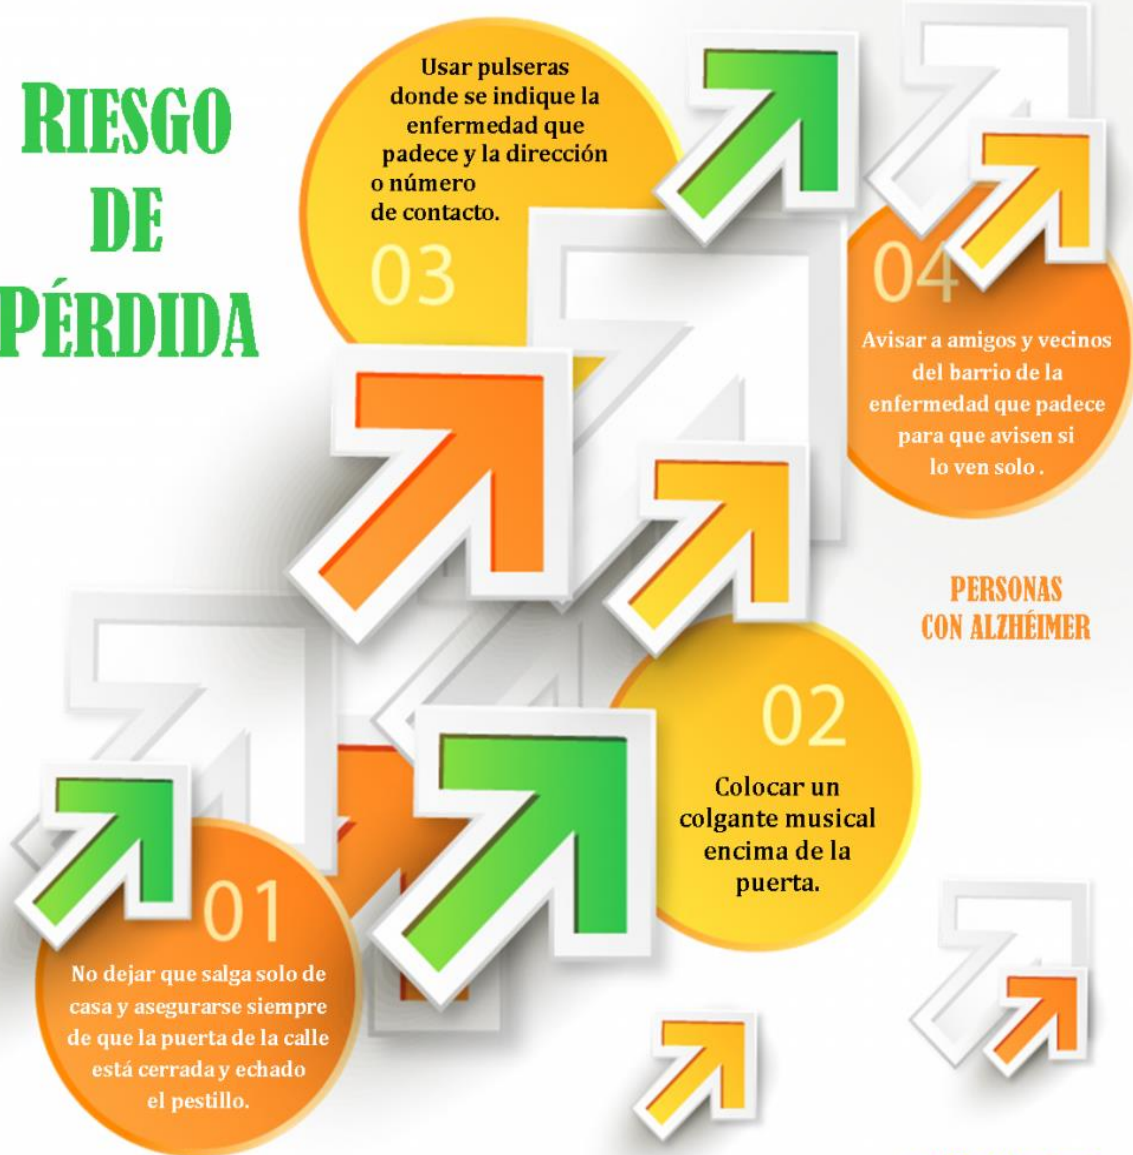 RIESGO
DE
PÉRDIDA
Usar pulseras
donde se indique la
enfermedad que
padece y la dirección
o número
de contacto.
03
04
Avisar a amigos y vecinos
del barrio de la
enfermedad que padece
para que avisen si
lo ven solo .
PERSONAS
CON ALZHÉIMER
02
Colocar un
colgante musical
encima de la
puerta.
01
No dejar que salga solo de
casa y asegurarse siempre
de que la puerta de la calle
está cerrada y echado
el pestillo.